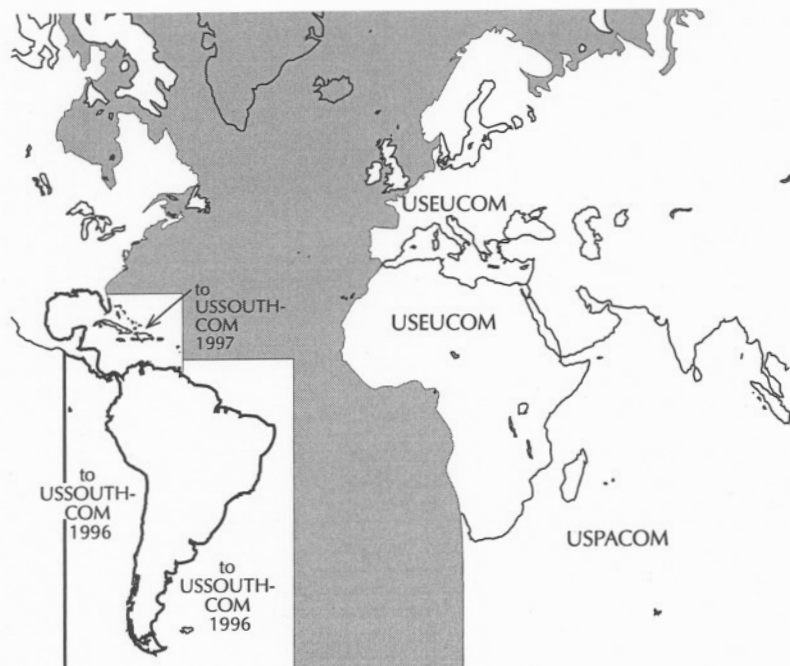 USEUCOM
to
USSOUTH-
COM
1997
USEUCOM
to
USSOUTH-
COM
1996
USPACOM
to
USSOUTH-
COM
1996